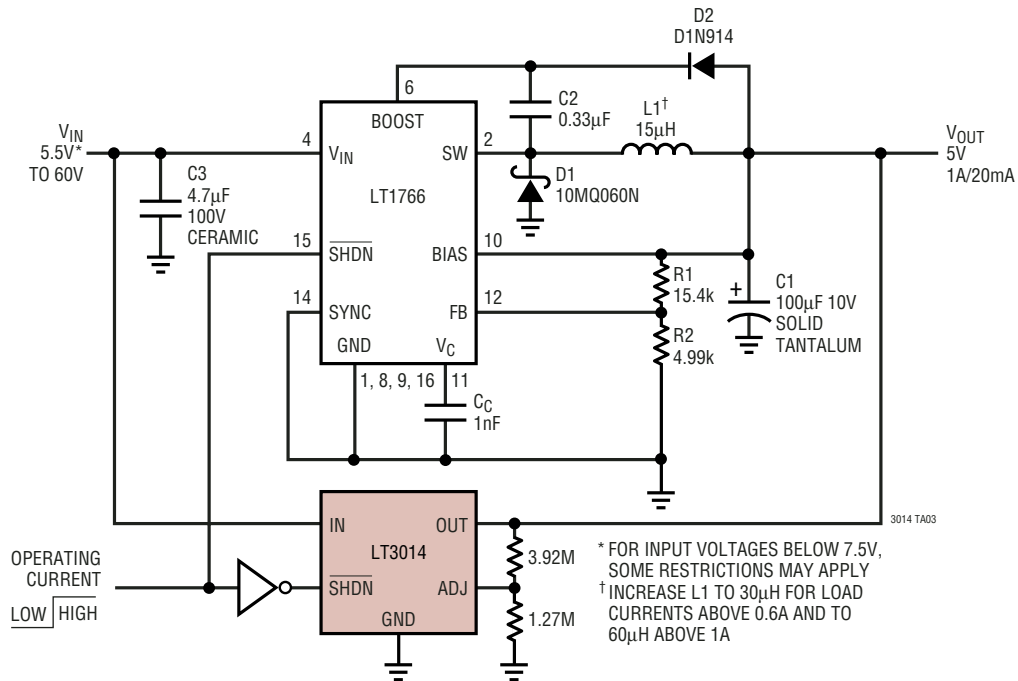 D2
D1N914
6
BOOST
C2
0.33µF
L1†
15µH
VIN
5.5V*
TO 60V
4
VIN
SW
2
VOUT
5V
1A/20mA
C3
4.7µF
100V
CERAMIC
LT1766
D1
10MQ060N
15
SHDN
BIAS
10
R1
15.4k
+
C1
100µF 10V
SOLID
TANTALUM
14
SYNC
FB
12
R2
4.99k
GND
VC
1, 8, 9, 16
11
CC
1nF
IN
OUT
3014 TA03
LT3014
3.92M
OPERATING
CURRENT
LOW HIGH
SHDN
ADJ
GND
1.27M
* FOR INPUT VOLTAGES BELOW 7.5V,
SOME RESTRICTIONS MAY APPLY
† INCREASE L1 TO 30µH FOR LOAD
CURRENTS ABOVE 0.6A AND TO
60µH ABOVE 1A